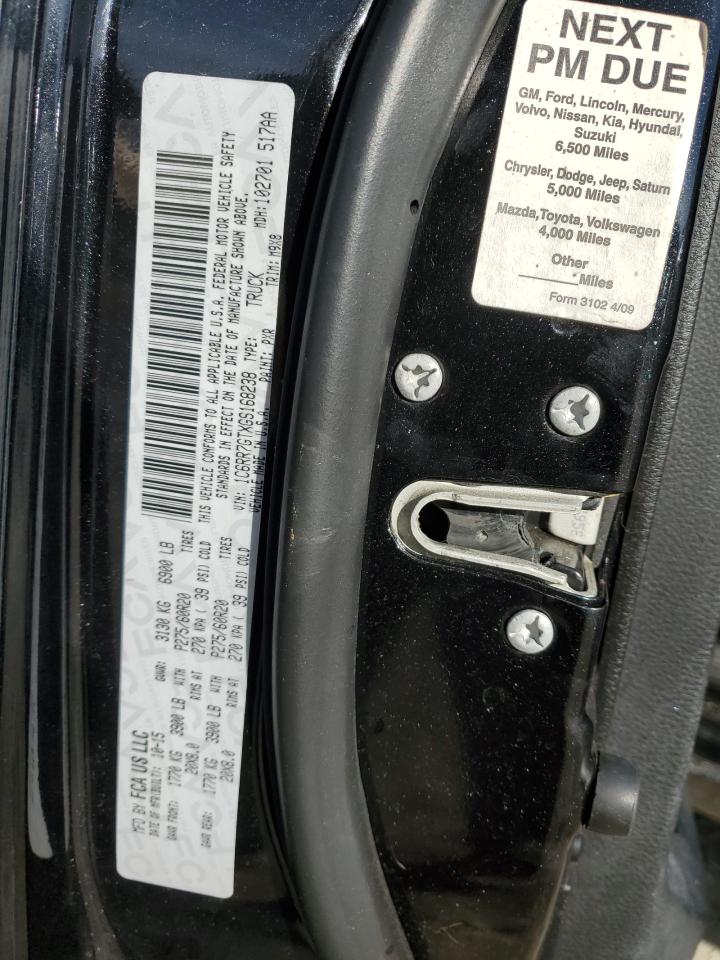 MFD BY FCA US LLC
DATE OF MFR(BUILT): 10-15 GVWR: 3130 KG 6900 LB
GAWR FRONT: 1770 KG 3900 LB WITH P275/60R20 TIRES
20X8.0 RIMS AT 270 KPA ( 39 PSI) COLD
GAWR REAR: 1770 KG 3900 LB WITH P275/60R20 TIRES
20X8.0 RIMS AT 270 KPA ( 39 PSI) COLD
THIS VEHICLE CONFORMS TO ALL APPLICABLE U.S.A. FEDERAL MOTOR VEHICLE SAFETY
STANDARDS IN EFFECT ON THE DATE OF MANUFACTURE SHOWN ABOVE.
VIN: 1C6RR7GTXGS168238 TYPE: TRUCK MDH: 102701 517AA
VEHICLE MADE IN U.S.A. PAINT: PXR TRIM: M9X8
NEXT
PM DUE
GM, Ford, Lincoln, Mercury,
Volvo, Nissan, Kia, Hyundai,
Suzuki
6,500 Miles
Chrysler, Dodge, Jeep, Saturn
5,000 Miles
Mazda,Toyota, Volkswagen
4,000 Miles
Other
______Miles
Form 3102 4/09